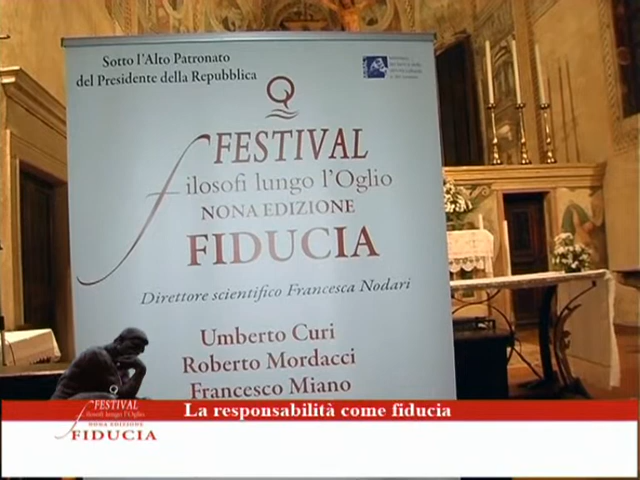 Sotto l'Alto Patronato
del Presidente della Repubblica
FESTIVAL
filosofi lungo l'Oglio
NONA EDIZIONE
FIDUCIA
Direttore scientifico Francesca Nodari
Umberto Curi
Roberto Mordacci
Francesco Miano
La responsabilità come fiducia
FESTIVAL
filosofi lungo l'Oglio
NONA EDIZIONE
FIDUCIA